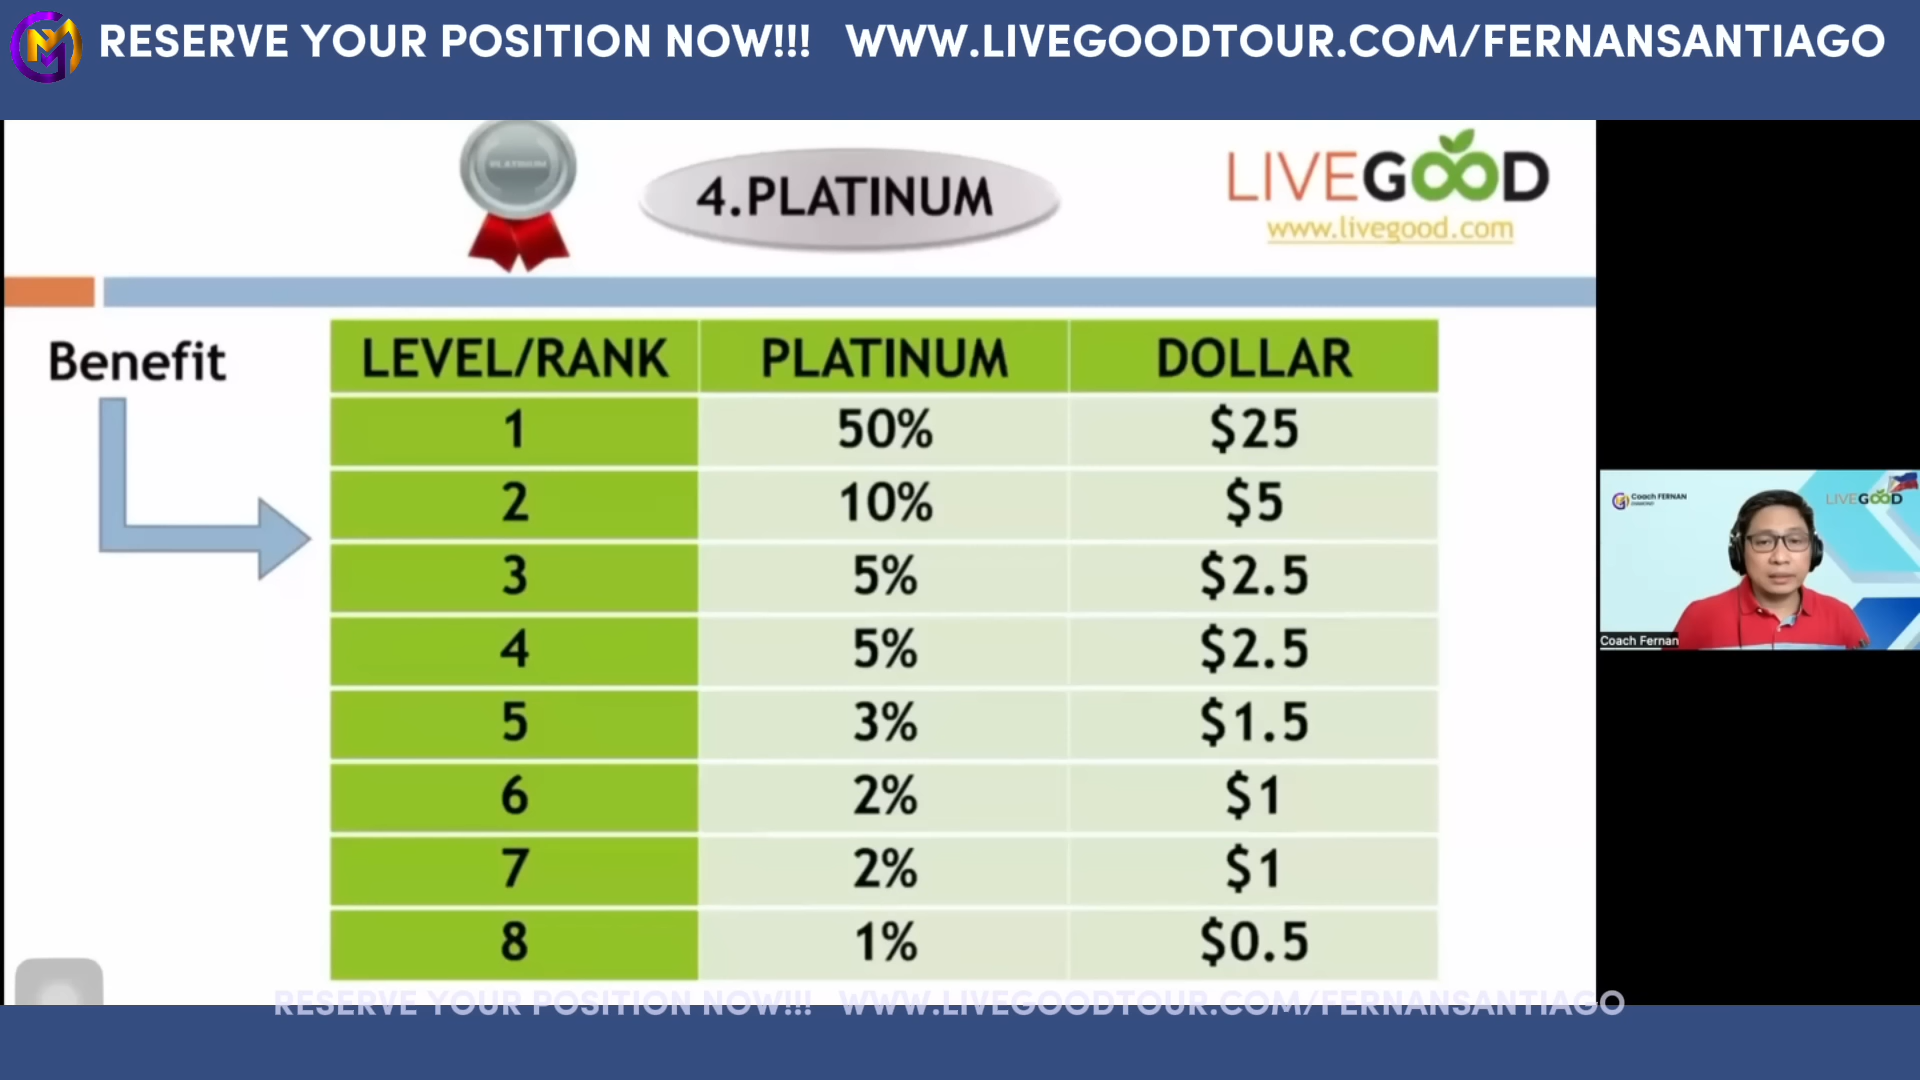 RESERVE YOUR POSITION NOW!!! WWW.LIVEGOODTOUR.COM/FERNANSANTIAGO
PLATINUM
4.PLATINUM
LIVEGOOD
www.livegood.com
Benefit
LEVEL/RANK PLATINUM DOLLAR
1 50% $25
2 10% $5
3 5% $2.5
4 5% $2.5
5 3% $1.5
6 2% $1
7 2% $1
8 1% $0.5
Coach FERNAN
LIVEGOOD
Coach Fernan
RESERVE YOUR POSITION NOW!!! WWW.LIVEGOODTOUR.COM/FERNANSANTIAGO